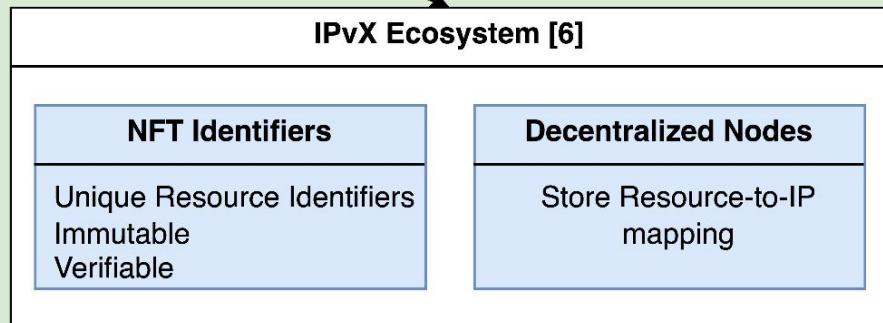 IPvX Ecosystem [6]
NFT Identifiers
Unique Resource Identifiers
Immutable
Verifiable
Decentralized Nodes
Store Resource-to-IP
mapping